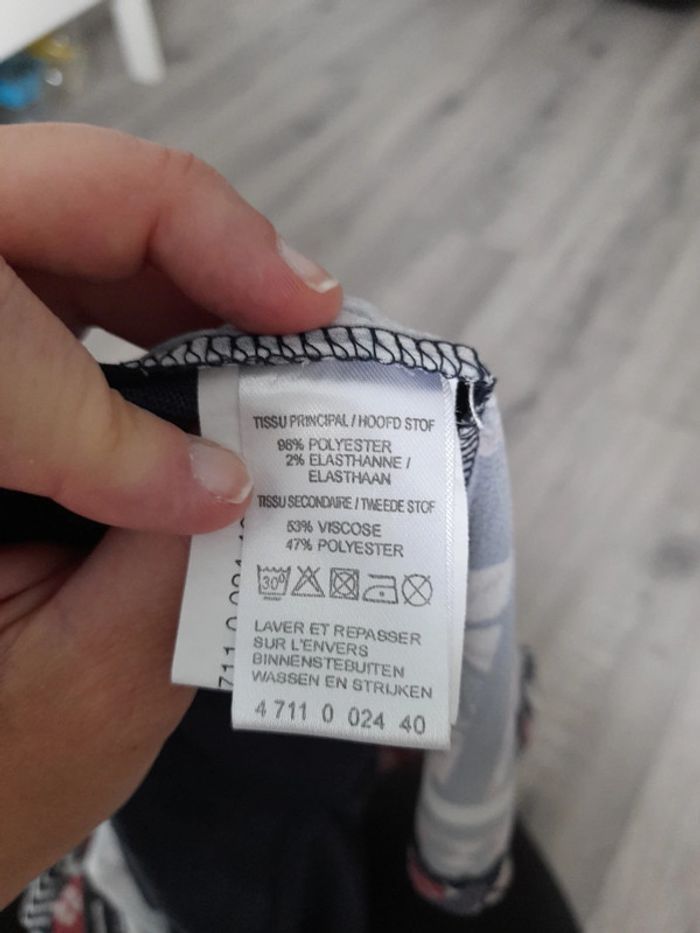 TISSU PRINCIPAL / HOOFD STOF
98% POLYESTER
2% ELASTHANNE /
ELASTHAAN
TISSU SECONDAIRE / TWEEDE STOF
53% VISCOSE
47% POLYESTER
30°
LAVER ET REPASSER
SUR L'ENVERS
BINNENSTEBUITEN
WASSEN EN STRIJKEN
4 711 0 024 40